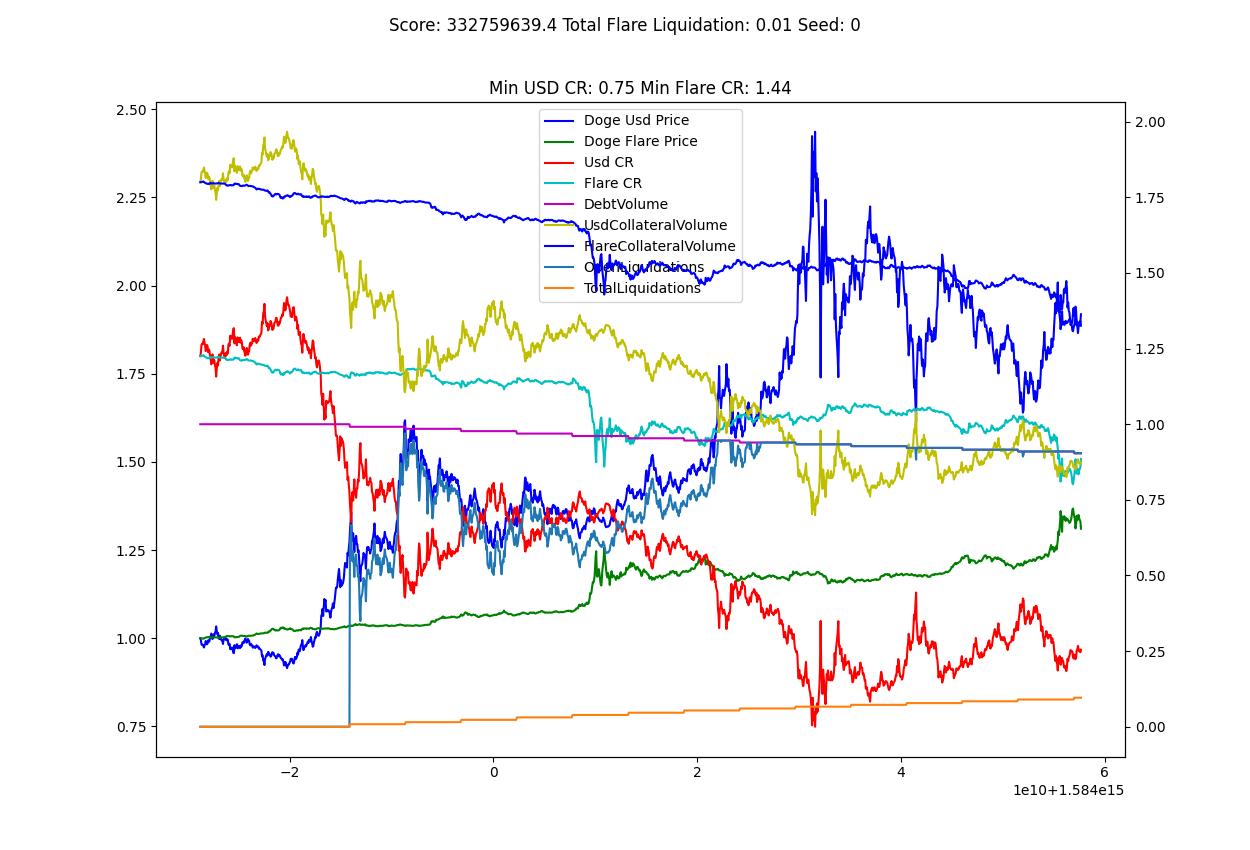 Score: 332759639.4 Total Flare Liquidation: 0.01 Seed: 0
Min USD CR: 0.75 Min Flare CR: 1.44
2.50
2.25
2.00
1.75
1.50
1.25
1.00
0.75
Doge Usd Price
Doge Flare Price
Usd CR
Flare CR
DebtVolume
UsdCollateralVolume
FlareCollateralVolume
OpenLiquidations
TotalLiquidations
2.00
1.75
1.50
1.25
1.00
0.75
0.50
0.25
0.00
−2 0 2 4 6
1e10+1.584e15